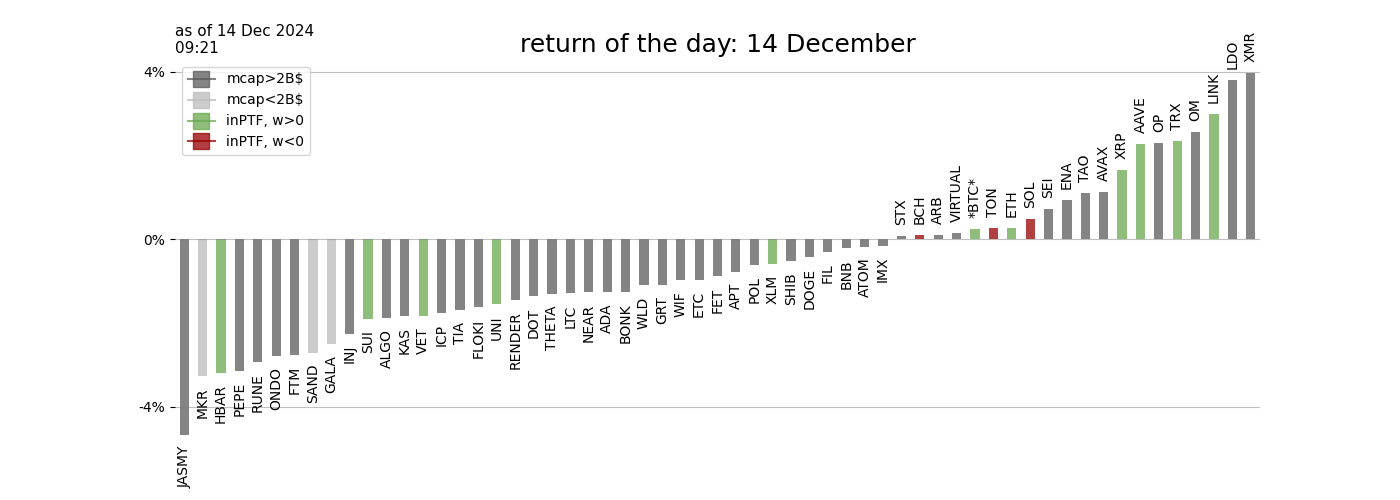 as of 14 Dec 2024
09:21
return of the day: 14 December
mcap>2B$
mcap<2B$
inPTF, w>0
inPTF, w<0
4%
0%
-4%
JASMY
MKR
HBAR
PEPE
RUNE
ONDO
FTM
SAND
GALA
INJ
SUI
ALGO
KAS
VET
ICP
TIA
FLOKI
UNI
RENDER
DOT
THETA
LTC
NEAR
ADA
BONK
WLD
GRT
WIF
ETC
FET
APT
POL
XLM
SHIB
DOGE
FIL
BNB
ATOM
IMX
STX
BCH
ARB
VIRTUAL
*BTC*
TON
ETH
SOL
SEI
ENA
TAO
AVAX
XRP
AAVE
OP
TRX
OM
LINK
LDO
XMR